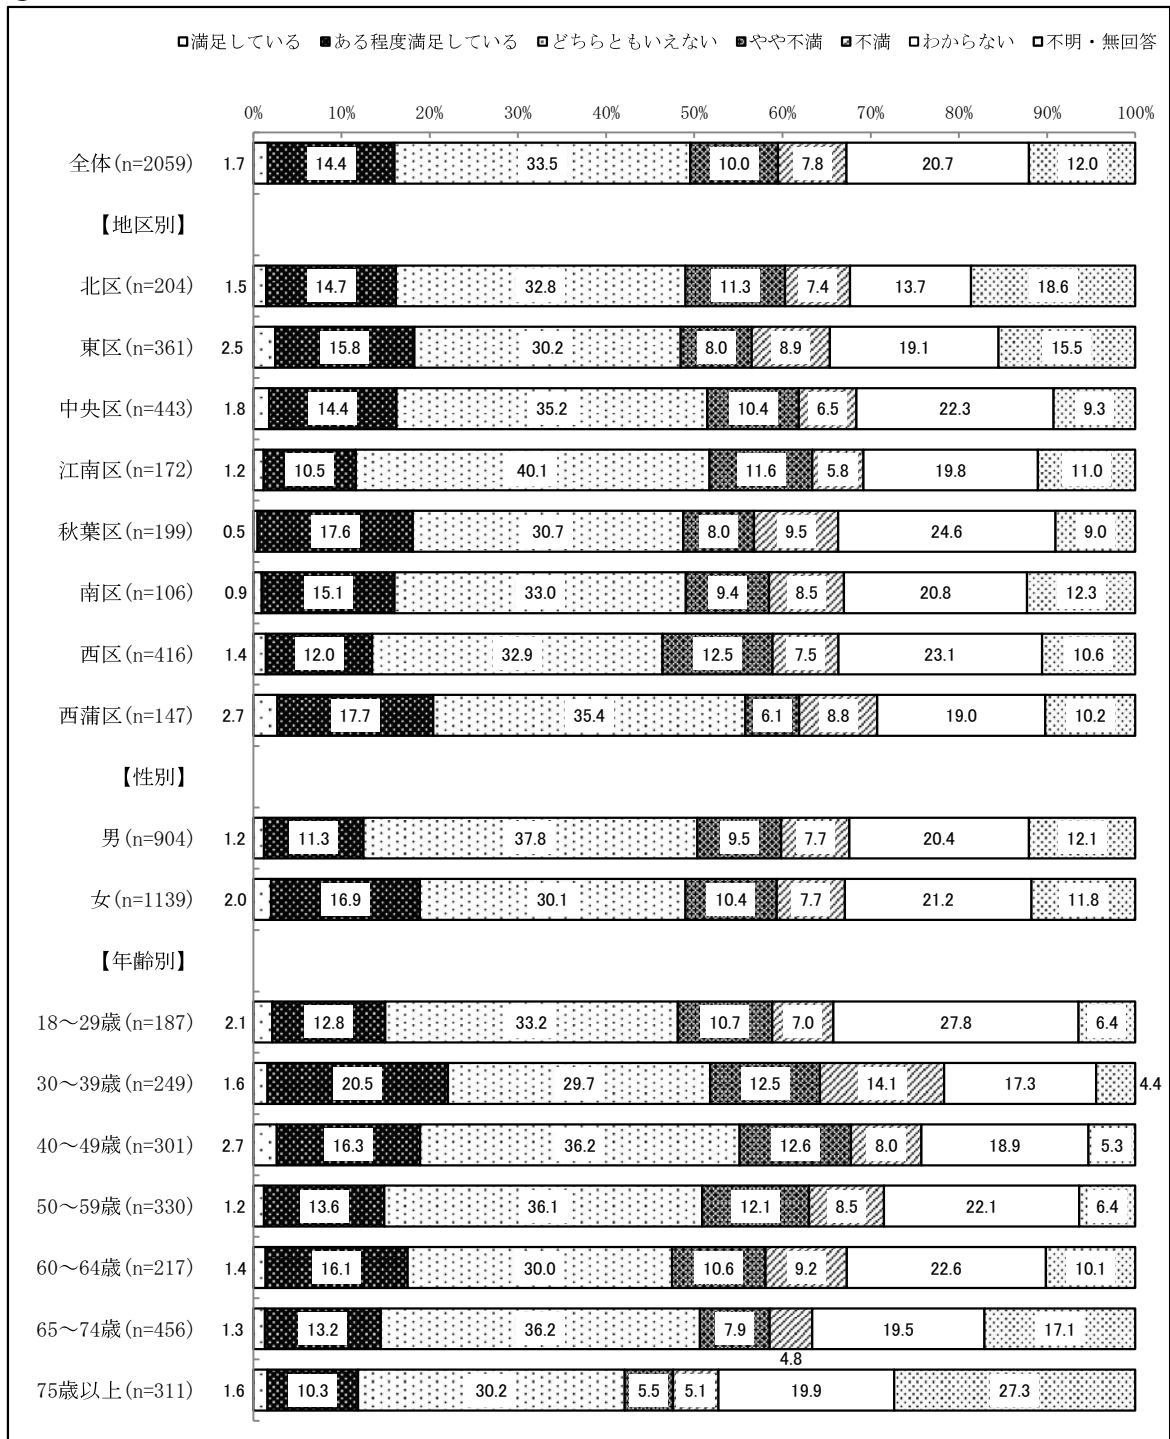 □満足している ■ある程度満足している □どちらともいえない ■やや不満 □不満 □わからない □不明・無回答
0% 10% 20% 30% 40% 50% 60% 70% 80% 90% 100%
全体(n=2059) 1.7 14.4 33.5 10.0 7.8 20.7 12.0
【地区別】
北区(n=204) 1.5 14.7 32.8 11.3 7.4 13.7 18.6
東区(n=361) 2.5 15.8 30.2 8.0 8.9 19.1 15.5
中央区(n=443) 1.8 14.4 35.2 10.4 6.5 22.3 9.3
江南区(n=172) 1.2 10.5 40.1 11.6 5.8 19.8 11.0
秋葉区(n=199) 0.5 17.6 30.7 8.0 9.5 24.6 9.0
南区(n=106) 0.9 15.1 33.0 9.4 8.5 20.8 12.3
西区(n=416) 1.4 12.0 32.9 12.5 7.5 23.1 10.6
西蒲区(n=147) 2.7 17.7 35.4 6.1 8.8 19.0 10.2
【性別】
男(n=904) 1.2 11.3 37.8 9.5 7.7 20.4 12.1
女(n=1139) 2.0 16.9 30.1 10.4 7.7 21.2 11.8
【年齢別】
18～29歳(n=187) 2.1 12.8 33.2 10.7 7.0 27.8 6.4
30～39歳(n=249) 1.6 20.5 29.7 12.5 14.1 17.3 4.4
40～49歳(n=301) 2.7 16.3 36.2 12.6 8.0 18.9 5.3
50～59歳(n=330) 1.2 13.6 36.1 12.1 8.5 22.1 6.4
60～64歳(n=217) 1.4 16.1 30.0 10.6 9.2 22.6 10.1
65～74歳(n=456) 1.3 13.2 36.2 7.9 19.5 17.1
4.8
75歳以上(n=311) 1.6 10.3 30.2 5.5 5.1 19.9 27.3